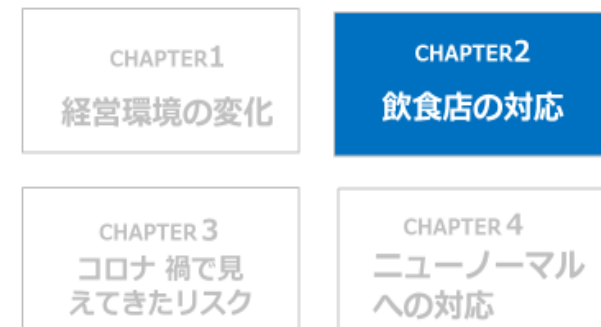 CHAPTER1
経営環境の変化
CHAPTER2
飲食店の対応
CHAPTER 3
コロナ 禍で見
えてきたリスク
CHAPTER 4
ニューノーマル
への対応